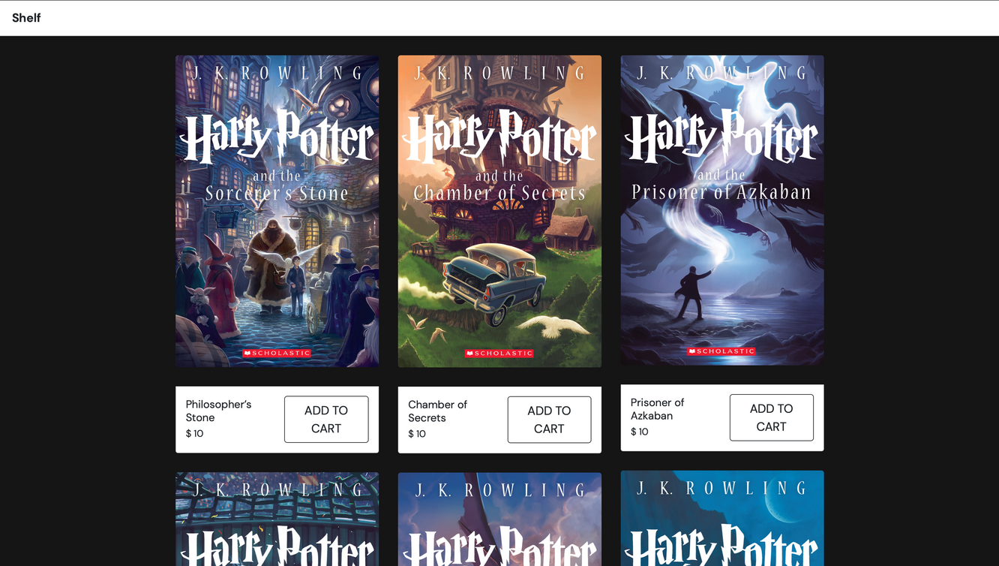 Shelf
J. K. ROWLING
Harry Potter
and the
Sorcerer's Stone
SCHOLASTIC
J. K. ROWLING
Harry Potter
and the
Chamber of Secrets
SCHOLASTIC
J. K. ROWLING
Harry Potter
and the
Prisoner of Azkaban
SCHOLASTIC
Philosopher’s
Stone
$ 10
ADD TO
CART
Chamber of
Secrets
$ 10
ADD TO
CART
Prisoner of
Azkaban
$ 10
ADD TO
CART
J. K. ROWLING
Harry Potter
J. K. ROWLING
Harry Potter
J. K. ROWLING
Harry Potter